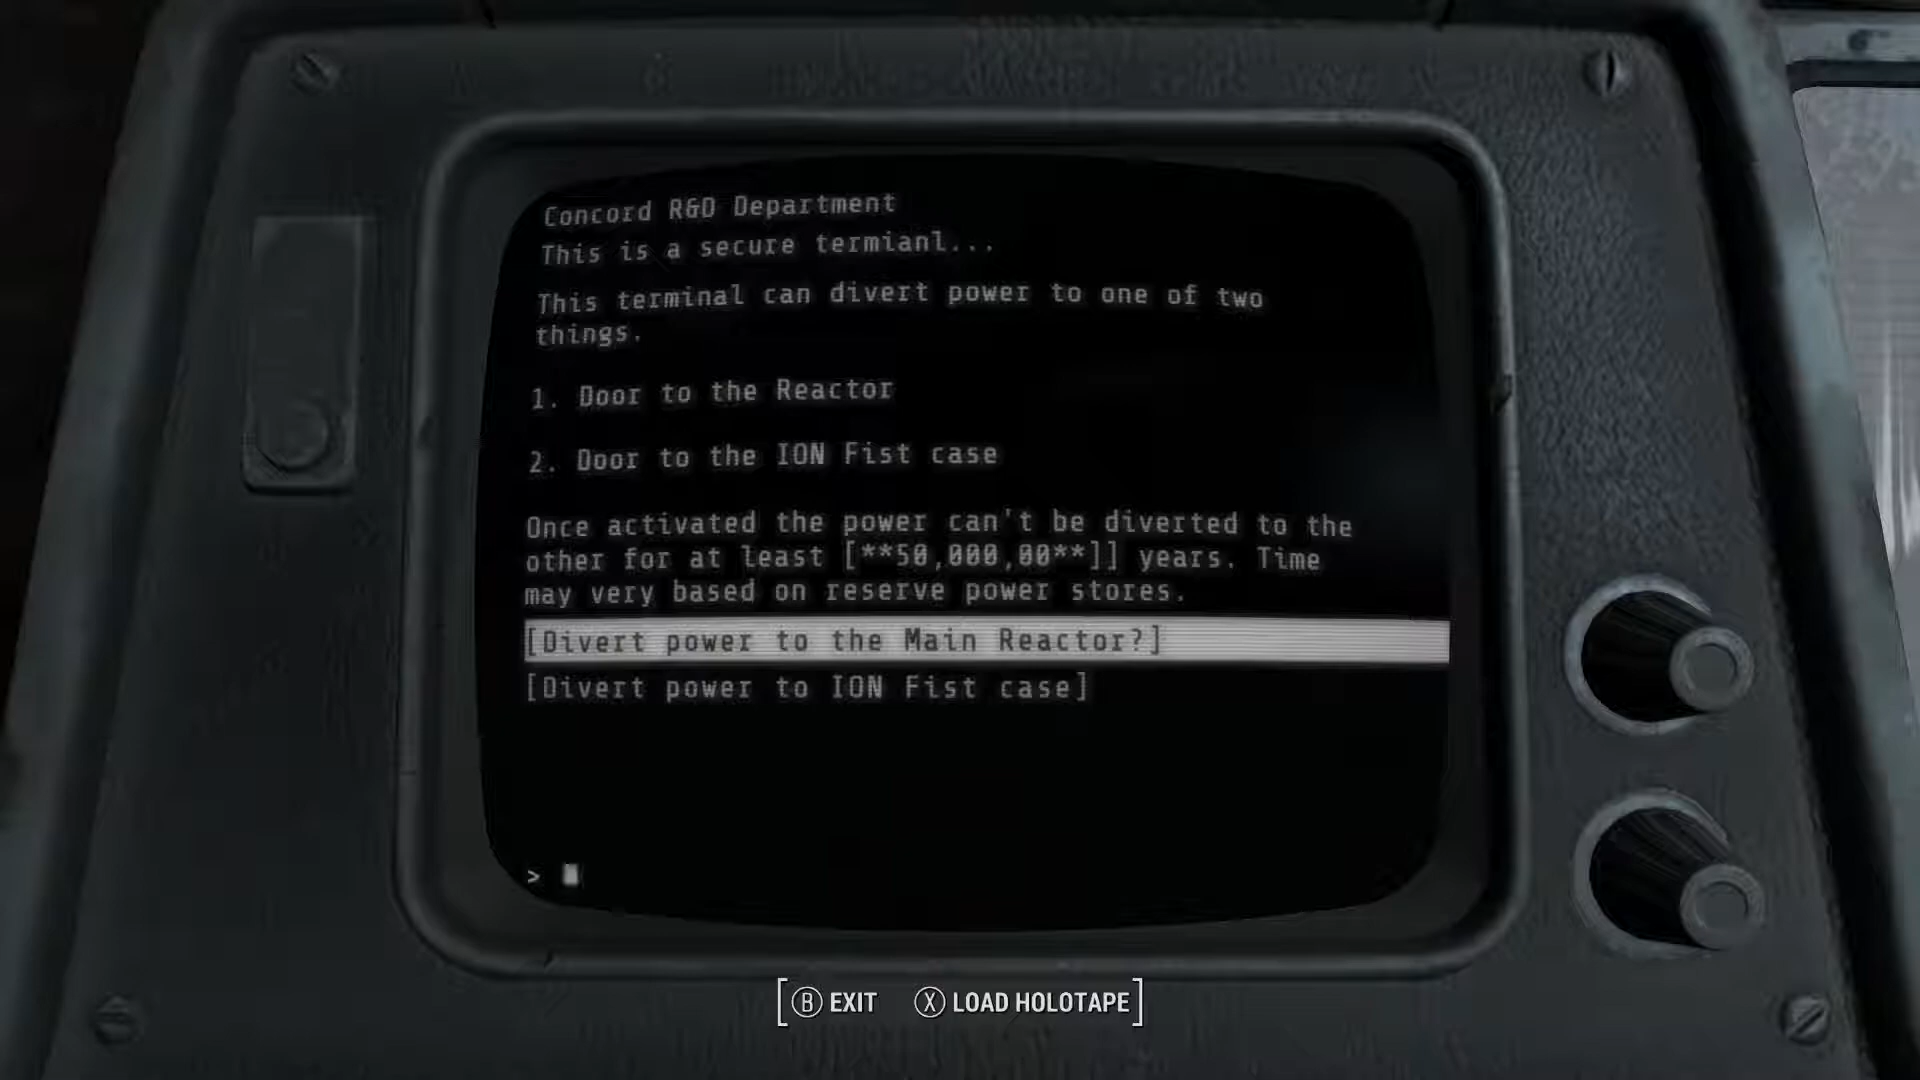 Concord R&D Department
This is a secure termianl...
This terminal can divert power to one of two
things.
1. Door to the Reactor
2. Door to the ION Fist case
Once activated the power can't be diverted to the
other for at least [**50,000,00**]] years. Time
may very based on reserve power stores.
[Divert power to the Main Reactor?]
[Divert power to ION Fist case]
>
[Ⓑ EXIT Ⓧ LOAD HOLOTAPE]